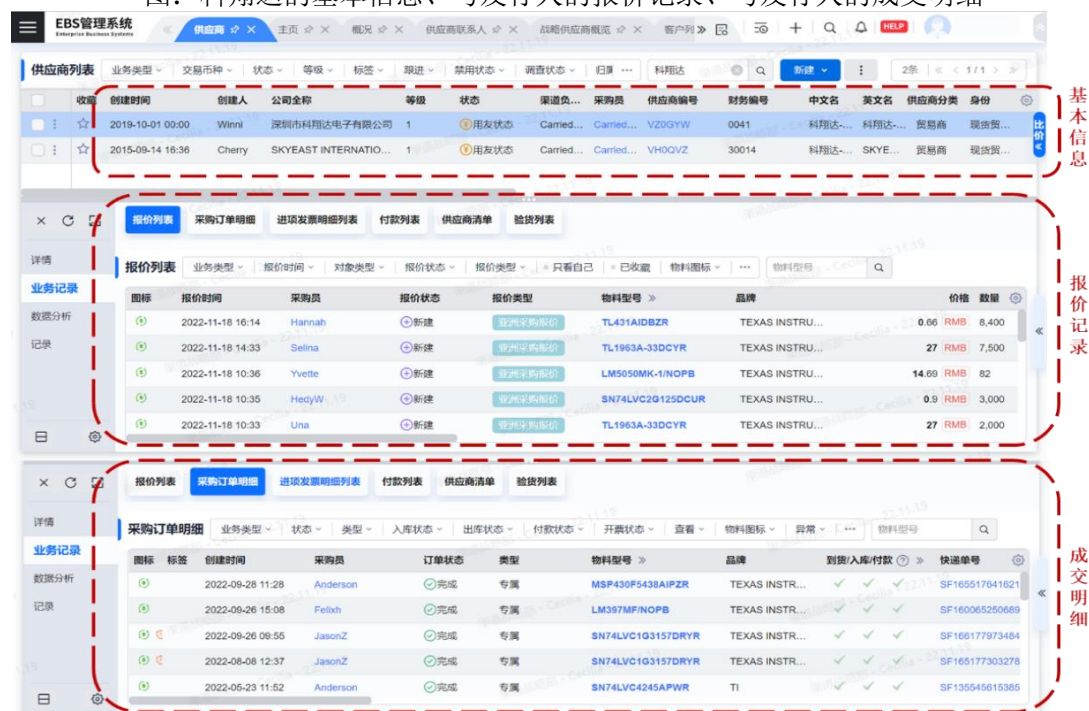 图：科翔达的基本信息、与发行人的报价记录、与发行人的成交明细
EBS管理系统
Enterprise Business Systems
供应商 主页 概况 供应商联系人 战略供应商概览 客户列 HELP
供应商列表 业务类型 交易币种 状态 等级 标签 跟进 禁用状态 调查状态 归属 ... 科翔达 新建 2条 1/1
收藏 创建时间 创建人 公司全称 等级 状态 渠道负... 采购员 供应商编号 财务编号 中文名 英文名 供应商分类 身份
2019-10-01 00:00 Winni 深圳市科翔达电子有限公司 1 用友状态 Carried... Carried... VZ0GYW 0041 科翔达-... 科翔达-... 贸易商 现货贸...
2015-09-14 16:36 Cherry SKYEAST INTERNATIO... 1 用友状态 Carried... Carried... VH0QVZ 30014 科翔达-... SKYE... 贸易商 现货贸...
比价
基本信息
报价列表 采购订单明细 进项发票明细列表 付款列表 供应商清单 验货列表
详情
业务记录
数据分析
记录
报价列表 业务类型 报价时间 对象类型 报价状态 报价类型 只看自己 已收藏 物料图标 ... 物料型号
图标 报价时间 采购员 报价状态 报价类型 物料型号 品牌 价格 数量
2022-11-18 16:14 Hannah 新建 亚洲采购报价 TL431AIDBZR TEXAS INSTRU... 0.66 RMB 8,400
2022-11-18 14:33 Selina 新建 亚洲采购报价 TL1963A-33DCYR TEXAS INSTRU... 27 RMB 7,500
2022-11-18 10:36 Yvette 新建 亚洲采购报价 LM5050MK-1/NOPB TEXAS INSTRU... 14.69 RMB 82
2022-11-18 10:35 HedyW 新建 亚洲采购报价 SN74LVC2G125DCUR TEXAS INSTRU... 0.9 RMB 3,000
2022-11-18 10:33 Una 新建 亚洲采购报价 TL1963A-33DCYR TEXAS INSTRU... 27 RMB 2,000
报价记录
报价列表 采购订单明细 进项发票明细列表 付款列表 供应商清单 验货列表
详情
业务记录
数据分析
记录
采购订单明细 业务类型 状态 类型 入库状态 出库状态 付款状态 开票状态 查看 物料图标 异常 ... 物料型号
图标 标签 创建时间 采购员 订单状态 类型 物料型号 品牌 到货/入库/付款 快递单号
2022-09-28 11:28 Anderson 完成 专属 MSP430F5438AIPZR TEXAS INSTR... SF165517641621
2022-09-26 15:08 Felixh 完成 专属 LM397MF/NOPB TEXAS INSTR... SF160065250689
2022-09-26 09:55 JasonZ 完成 专属 SN74LVC1G3157DRYR TEXAS INSTR... SF166177973484
2022-08-08 12:37 JasonZ 完成 专属 SN74LVC1G3157DRYR TEXAS INSTR... SF165177303278
2022-05-23 11:52 Anderson 完成 专属 SN74LVC4245APWR TI SF135545615385
成交明细